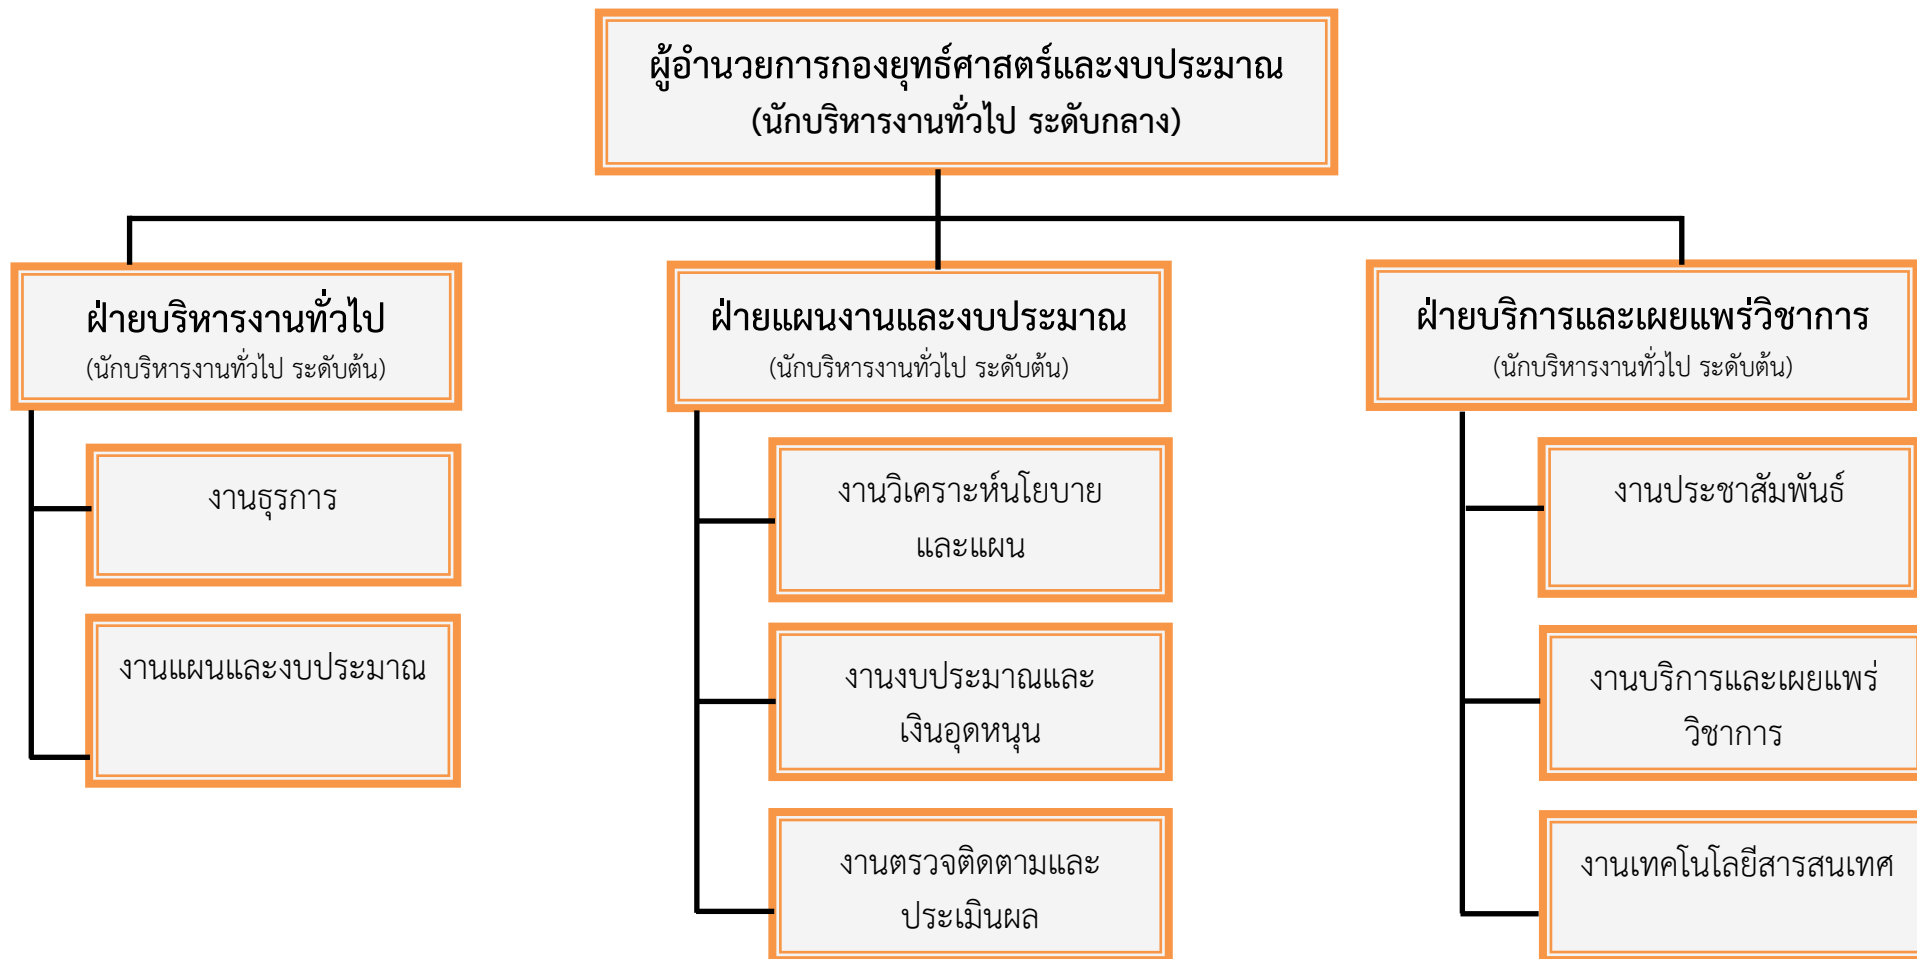 ผู้อำนวยการกองยุทธ์ศาสตร์และงบประมาณ
(นักบริหารงานทั่วไป ระดับกลาง)
ฝ่ายบริหารงานทั่วไป
(นักบริหารงานทั่วไป ระดับต้น)
งานธุรการ
งานแผนและงบประมาณ
ฝ่ายแผนงานและงบประมาณ
(นักบริหารงานทั่วไป ระดับต้น)
งานวิเคราะห์นโยบาย
และแผน
งานงบประมาณและ
เงินอุดหนุน
งานตรวจติดตามและ
ประเมินผล
ฝ่ายบริการและเผยแพร่วิชาการ
(นักบริหารงานทั่วไป ระดับต้น)
งานประชาสัมพันธ์
งานบริการและเผยแพร่
วิชาการ
งานเทคโนโลยีสารสนเทศ